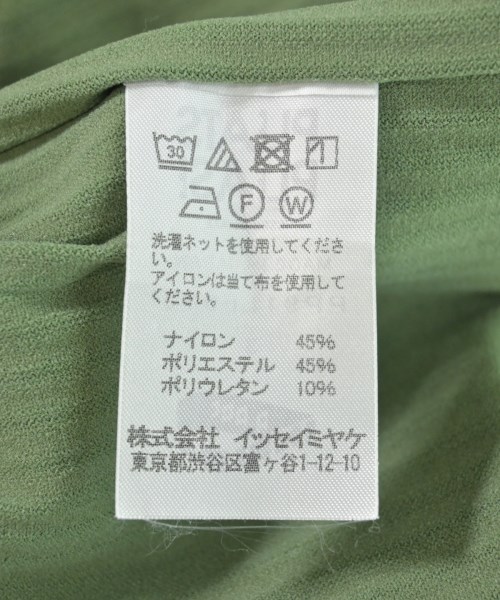 30
F W
洗濯ネットを使用してくださ
い。
アイロンは当て布を使用して
ください。
ナイロン 45%
ポリエステル 45%
ポリウレタン 10%
株式会社 イッセイミヤケ
東京都渋谷区富ヶ谷1-12-10